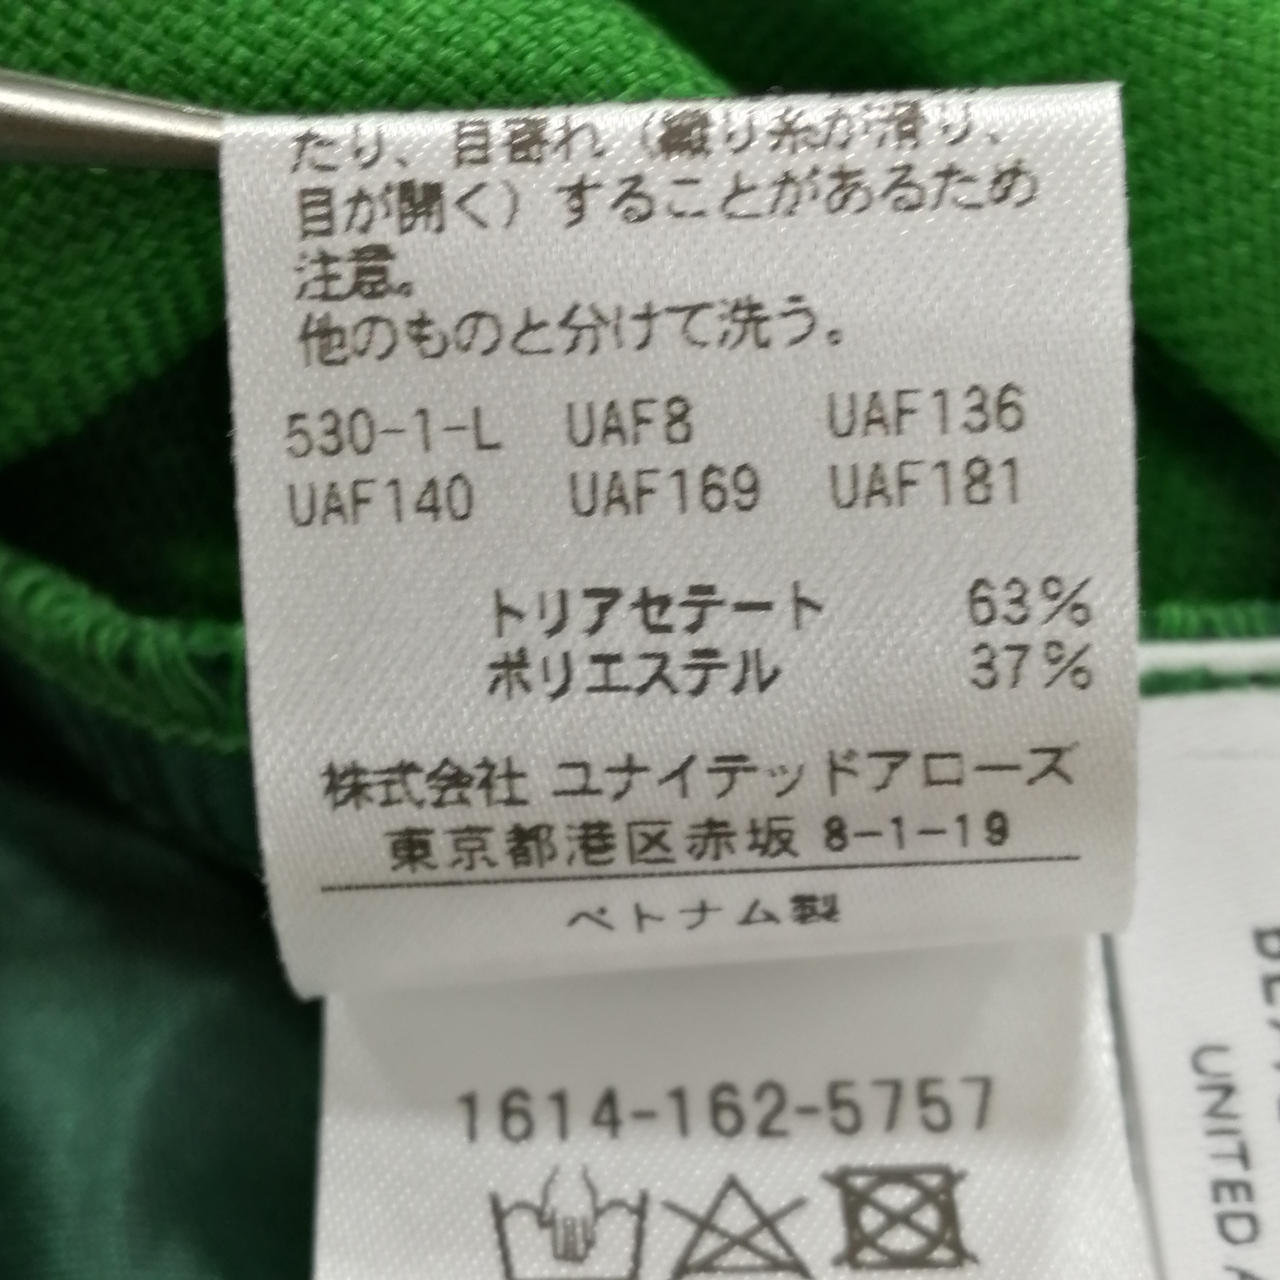 たり、目寄れ（織り糸が滑り、
目が開く）することがあるため
注意。
他のものと分けて洗う。
530-1-L UAF8 UAF136
UAF140 UAF169 UAF181
トリアセテート 63%
ポリエステル 37%
株式会社 ユナイテッドアローズ
東京都港区赤坂 8-1-19
ベトナム製
1614-162-5757
UNITED A